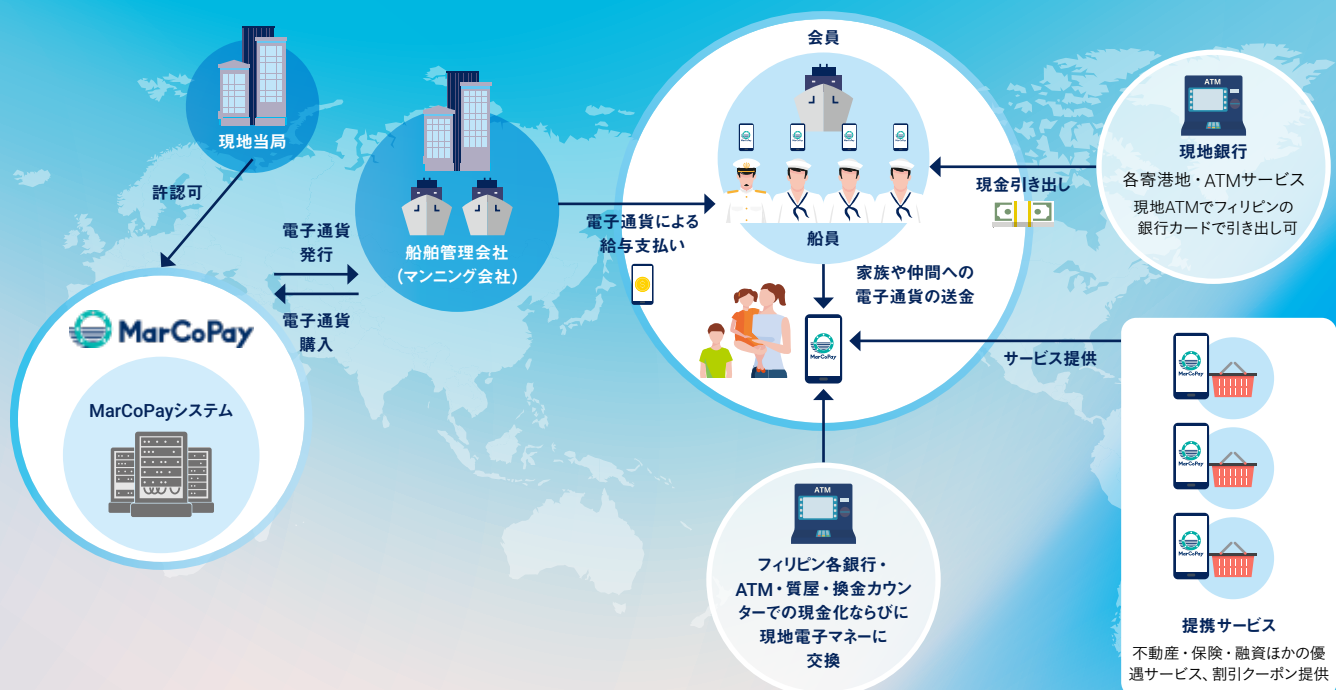 現地当局
許認可
MarCoPay
MarCoPayシステム
電子通貨
発行
電子通貨
購入
船舶管理会社
（マンニング会社）
電子通貨による
給与支払い
会員
船員
家族や仲間への
電子通貨の送金
MarCoPay
現金引き出し
ATM
現地銀行
各寄港地・ATMサービス
現地ATMでフィリピンの
銀行カードで引き出し可
サービス提供
ATM
フィリピン各銀行・
ATM・質屋・換金カウン
ターでの現金化ならびに
現地電子マネーに
交換
MarCoPay
MarCoPay
MarCoPay
提携サービス
不動産・保険・融資ほかの優
遇サービス、割引クーポン提供